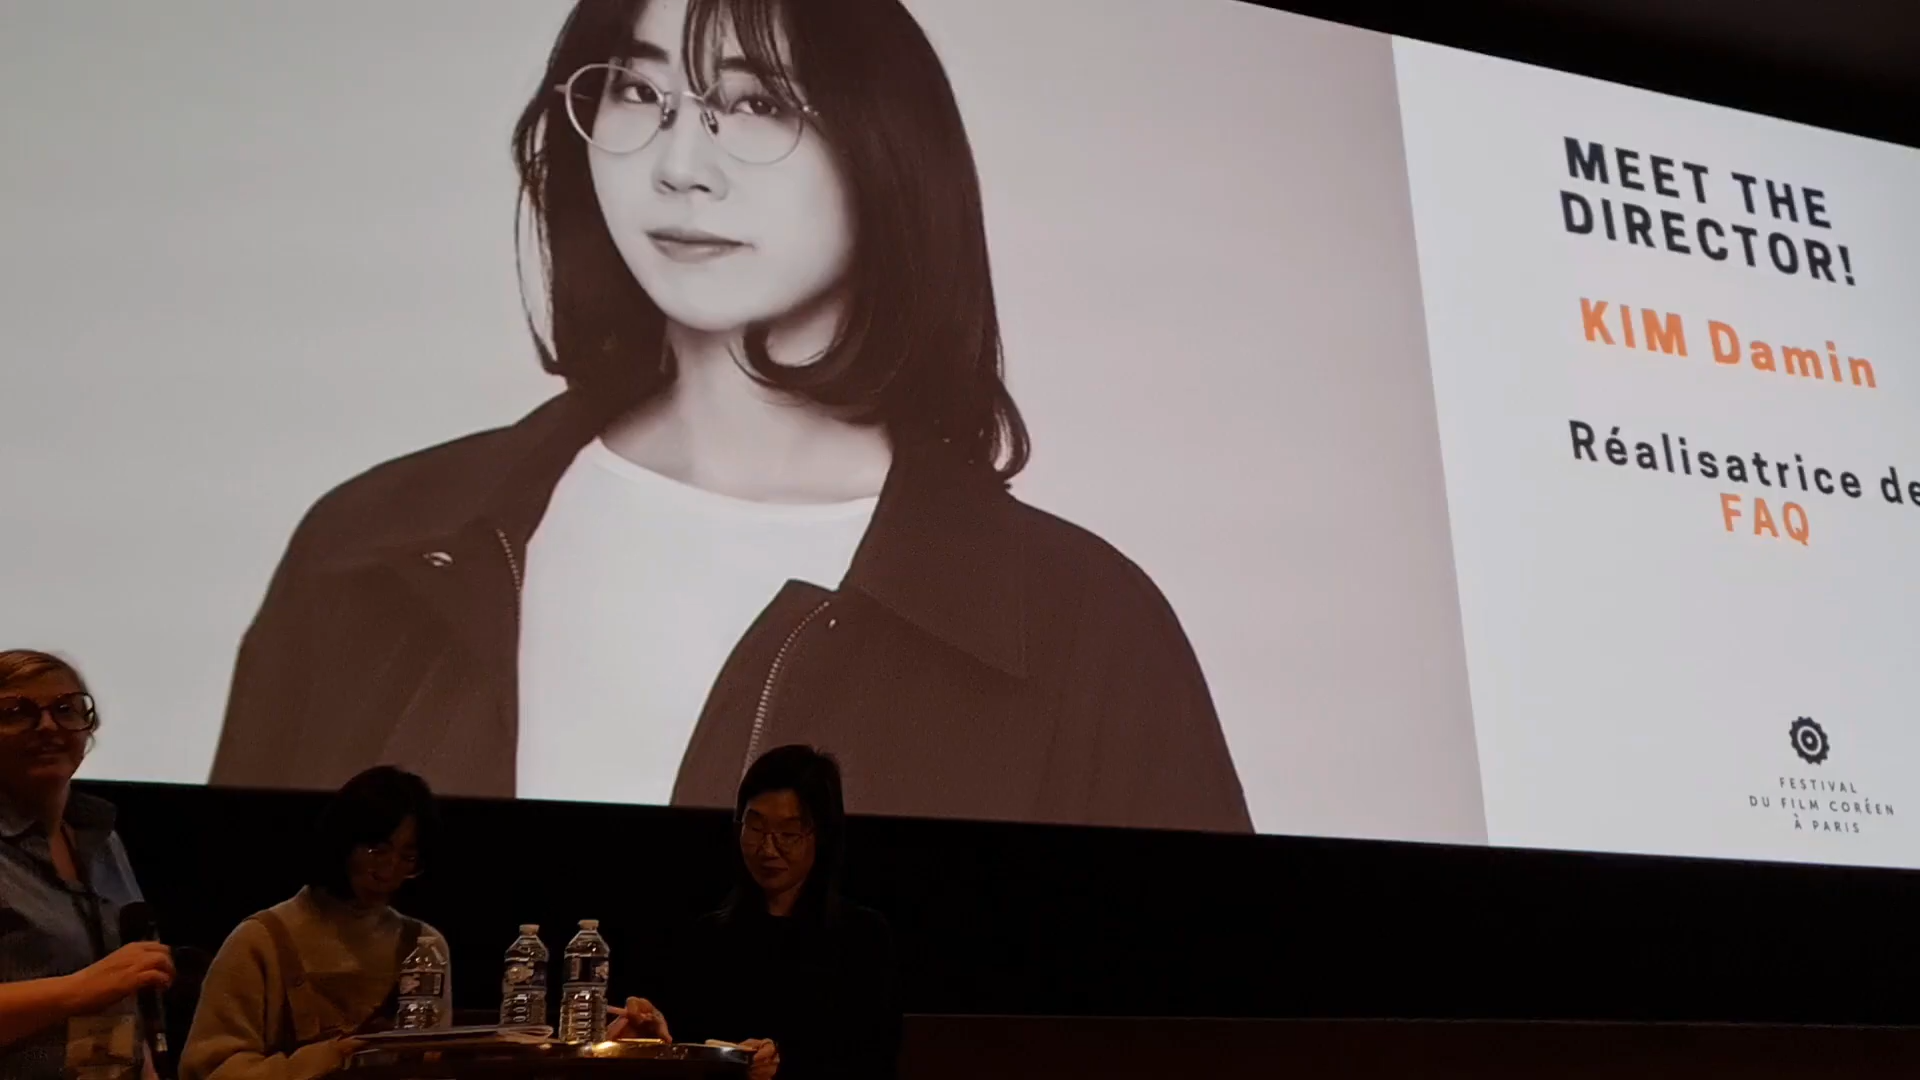 MEET THE
DIRECTOR!
KIM Damin
Réalisatrice de
FAQ
FESTIVAL
DU FILM CORÉEN
À PARIS